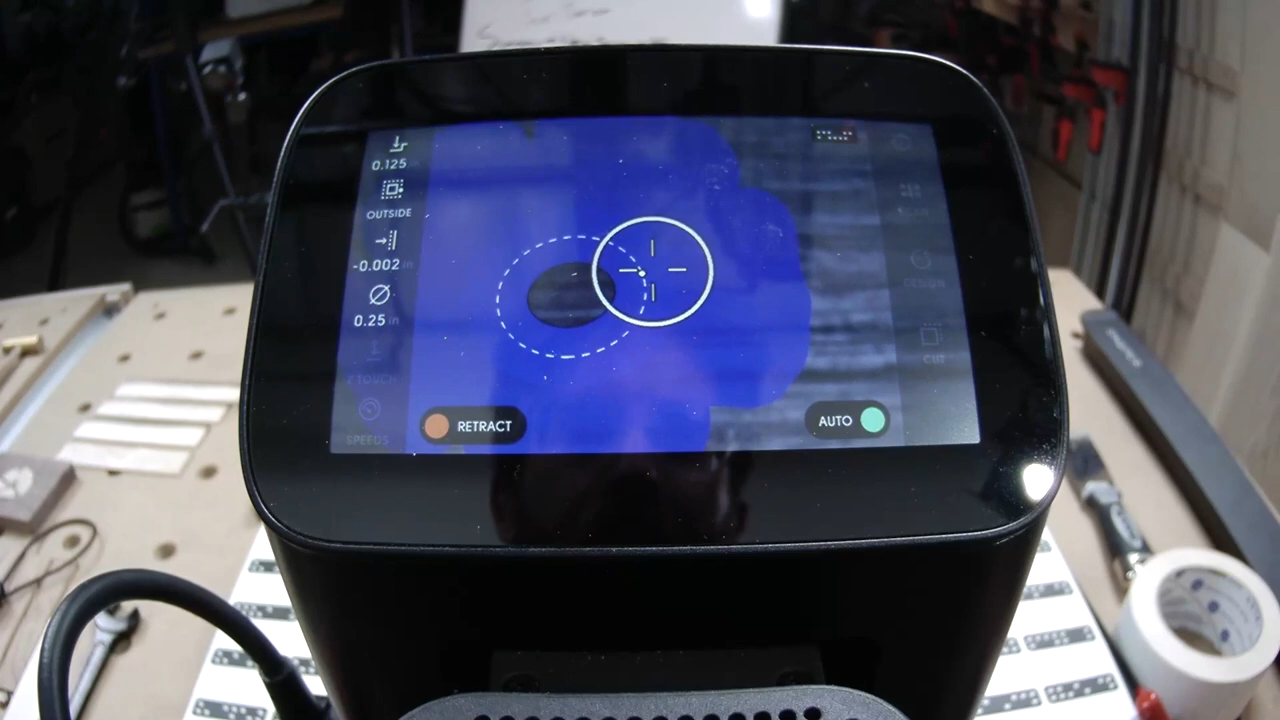 0.125 in
OUTSIDE
-0.002 in
0.25 in
Z TOUCH
SPEEDS
RETRACT
AUTO
DESIGN
CUT